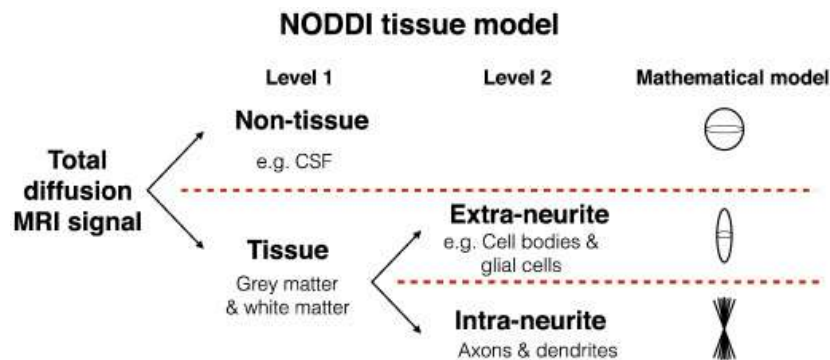 NODDI tissue model
Level 1
Level 2
Mathematical model
Non-tissue
e.g. CSF
Total
diffusion
MRI signal
Tissue
Grey matter
& white matter
Extra-neurite
e.g. Cell bodies &
glial cells
Intra-neurite
Axons & dendrites